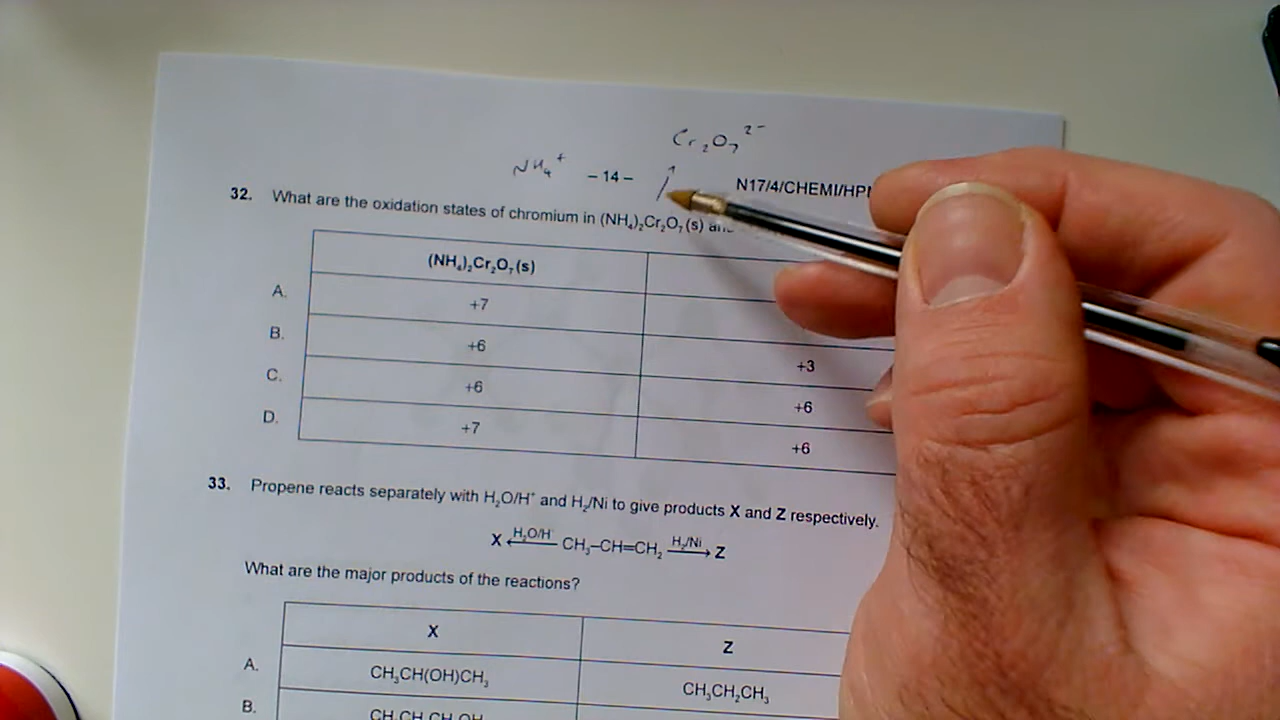 Cr₂O₇²⁻
NH₄⁺ – 14 – N17/4/CHEMI/HP
32. What are the oxidation states of chromium in (NH₄)₂Cr₂O₇(s)
(NH₄)₂Cr₂O₇(s)
A. +7
B. +6 +3
C. +6 +6
D. +7 +6
33. Propene reacts separately with H₂O/H⁺ and H₂/Ni to give products X and Z respectively.
X ← H₂O/H⁺ CH₃–CH=CH₂ H₂/Ni → Z
What are the major products of the reactions?
X Z
A. CH₃CH(OH)CH₃ CH₃CH₂CH₃
B.